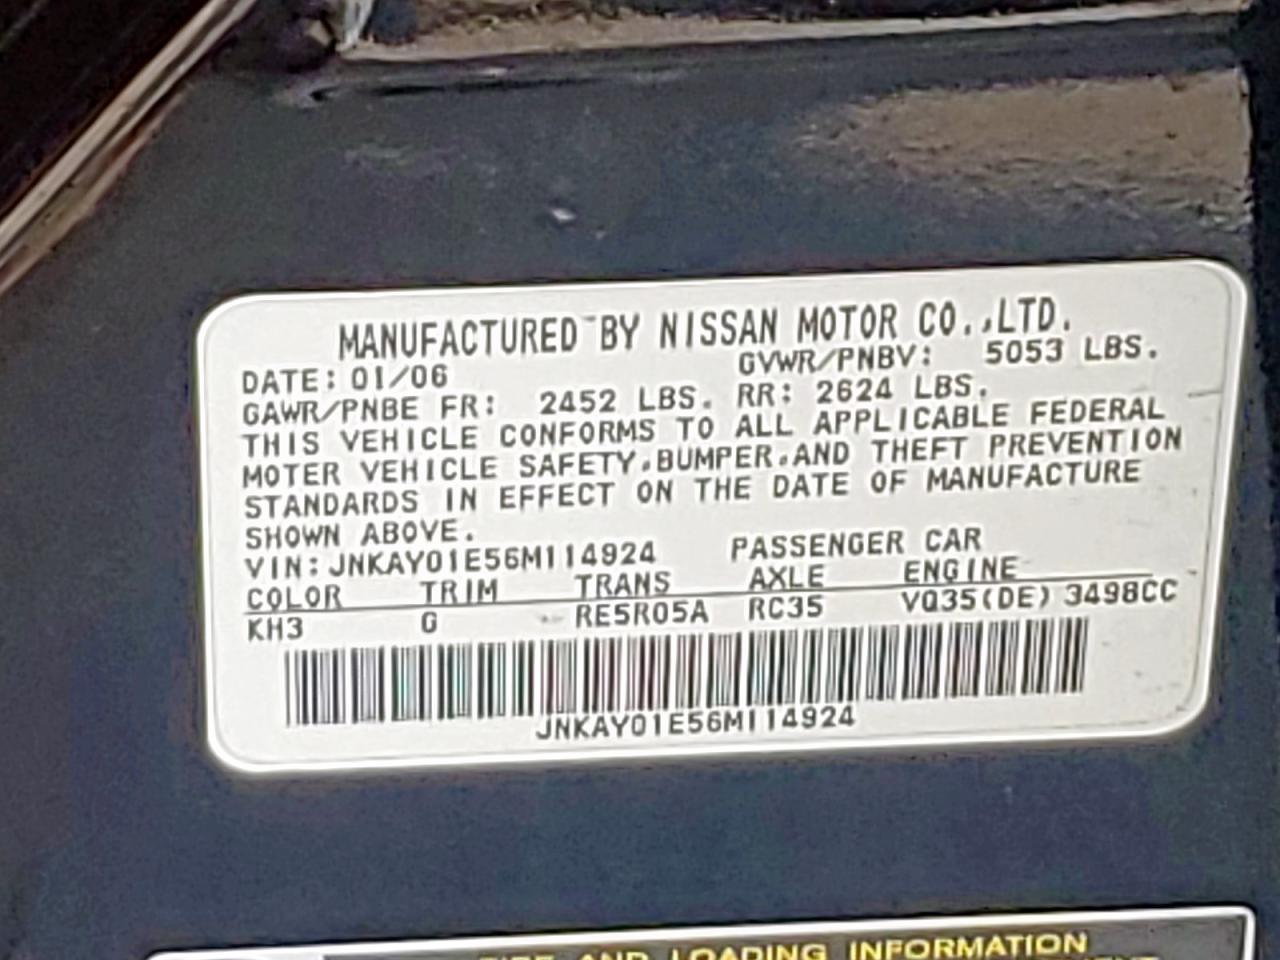 MANUFACTURED BY NISSAN MOTOR CO.,LTD.
DATE: 01/06 GVWR/PNBV: 5053 LBS.
GAWR/PNBE FR: 2452 LBS. RR: 2624 LBS.
THIS VEHICLE CONFORMS TO ALL APPLICABLE FEDERAL
MOTER VEHICLE SAFETY,BUMPER,AND THEFT PREVENTION
STANDARDS IN EFFECT ON THE DATE OF MANUFACTURE
SHOWN ABOVE.
VIN: JNKAY01E56M114924 PASSENGER CAR
COLOR TRIM TRANS AXLE ENGINE
KH3 G RE5R05A RC35 VQ35(DE) 3498CC
JNKAY01E56M114924
AND LOADING INFORMATION